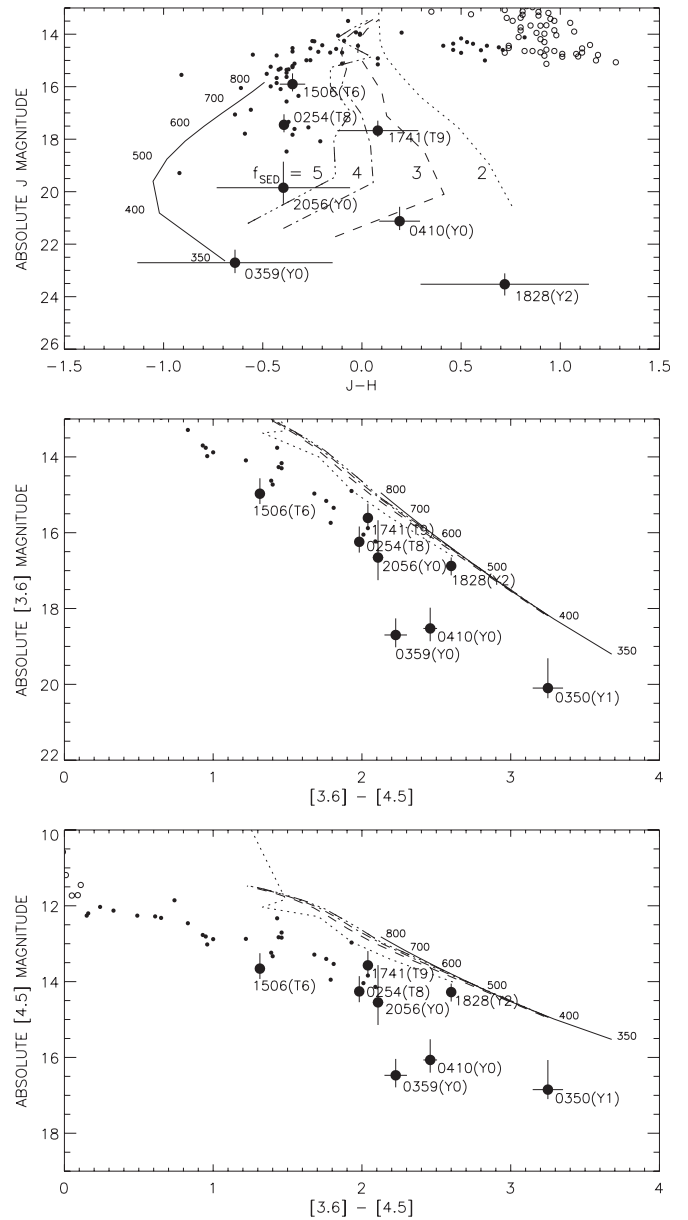 14
16
18
20
22
24
26
ABSOLUTE J MAGNITUDE
800
700
600
500
400
350
1506(T6)
0254(T8)
1741(T9)
fSED = 5 4 3 2
2056(Y0)
0410(Y0)
0359(Y0)
1828(Y2)
-1.5 -1.0 -0.5 0.0 0.5 1.0 1.5
J-H
14
16
18
20
22
ABSOLUTE [3.6] MAGNITUDE
800
700
600
500
400
350
1506(T6)
1741(T9)
0254(T8)
2056(Y0)
1828(Y2)
0410(Y0)
0359(Y0)
0350(Y1)
0 1 2 3 4
[3.6] - [4.5]
10
12
14
16
18
ABSOLUTE [4.5] MAGNITUDE
800
700
600
500
400
350
1506(T6)
1741(T9)
0254(T8)
2056(Y0)
1828(Y2)
0410(Y0)
0359(Y0)
0350(Y1)
0 1 2 3 4
[3.6] - [4.5]